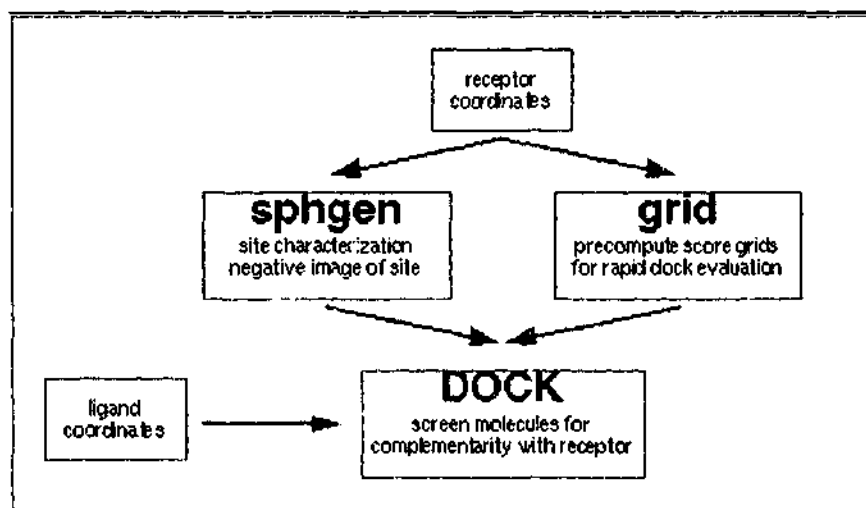 receptor
coordinates
sphgen
site characterization
negative image of site
grid
precompute score grids
for rapid dock evaluation
DOCK
screen molecules for
complementarity with receptor
ligand
coordinates